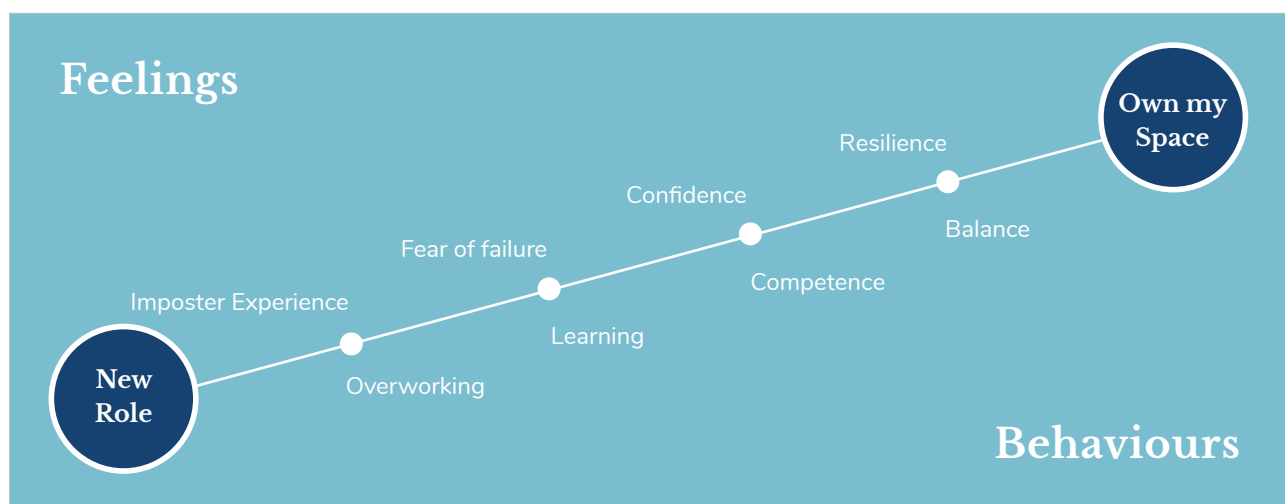 Feelings
Own my
Space
Resilience
Confidence
Balance
Fear of failure
Competence
Imposter Experience
Learning
New
Role
Overworking
Behaviours